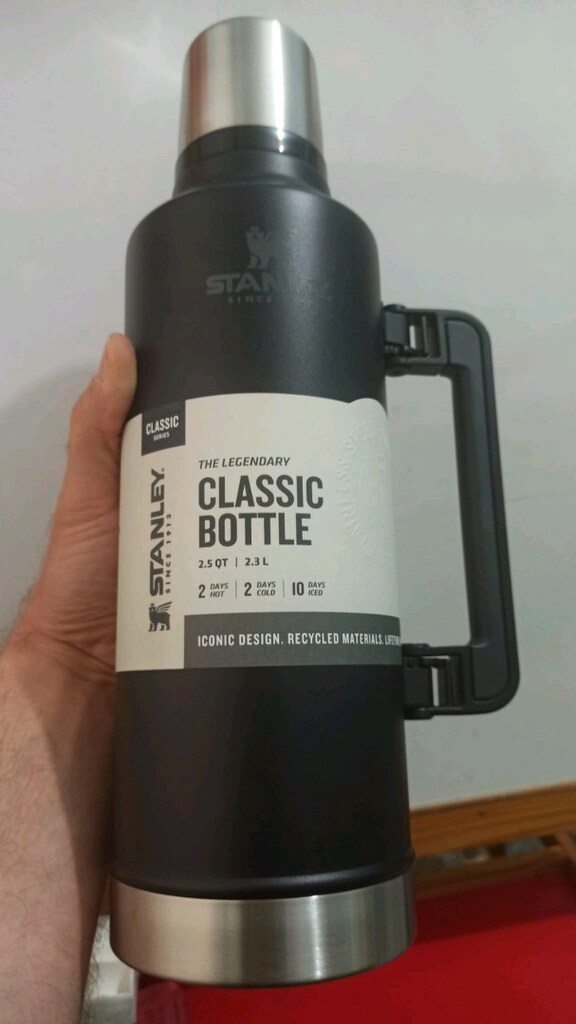 STANLEY
SINCE
CLASSIC
SERIES
STANLEY.
SINCE 1913
THE LEGENDARY
CLASSIC
BOTTLE
2.5 QT | 2.3 L
2 DAYS HOT | 2 DAYS COLD | 10 DAYS ICED
ICONIC DESIGN. RECYCLED MATERIALS.